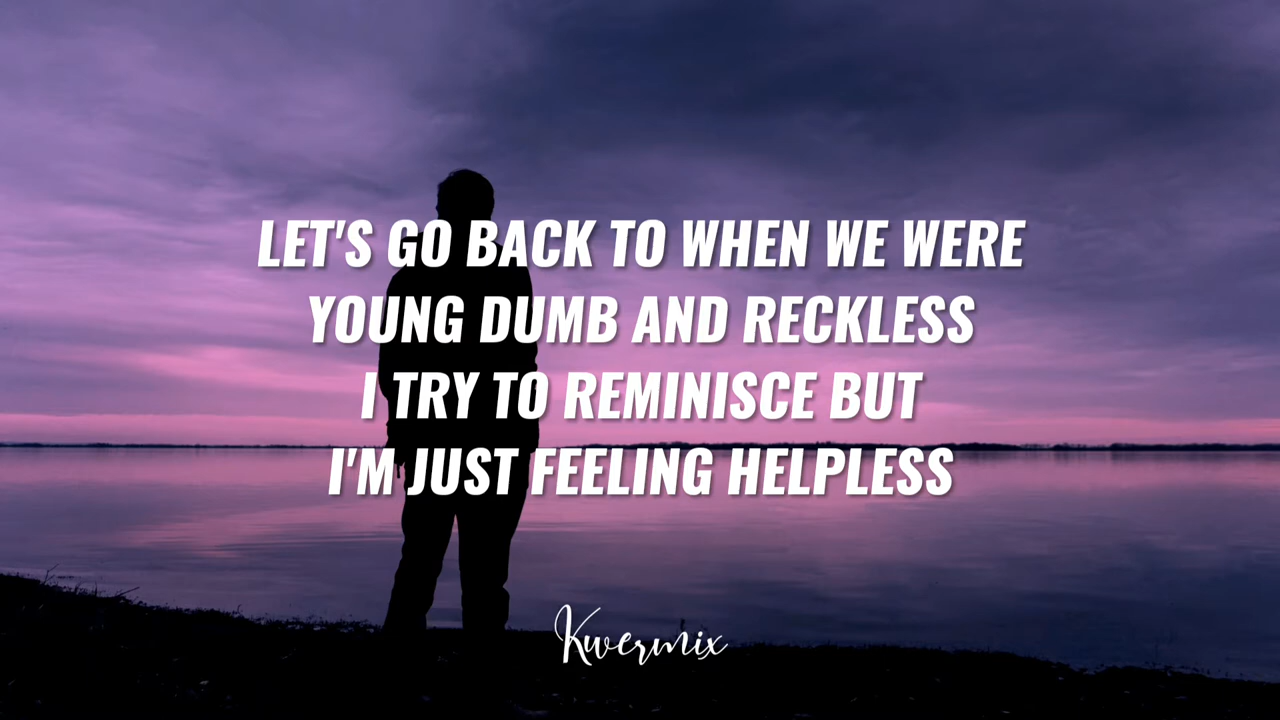 LET'S GO BACK TO WHEN WE WERE
YOUNG DUMB AND RECKLESS
I TRY TO REMINISCE BUT
I'M JUST FEELING HELPLESS
Kwermix